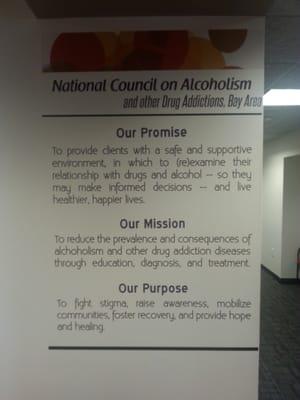 National Council on Alcoholism
and other Drug Addictions, Bay Area
Our Promise
To provide clients with a safe and supportive
environment, in which to (re)examine their
relationship with drugs and alcohol -- so they
may make informed decisions -- and live
healthier, happier lives.
Our Mission
To reduce the prevalence and consequences of
alchoholism and other drug addiction diseases
through education, diagnosis, and treatment.
Our Purpose
To fight stigma, raise awareness, mobilize
communities, foster recovery, and provide hope
and healing.